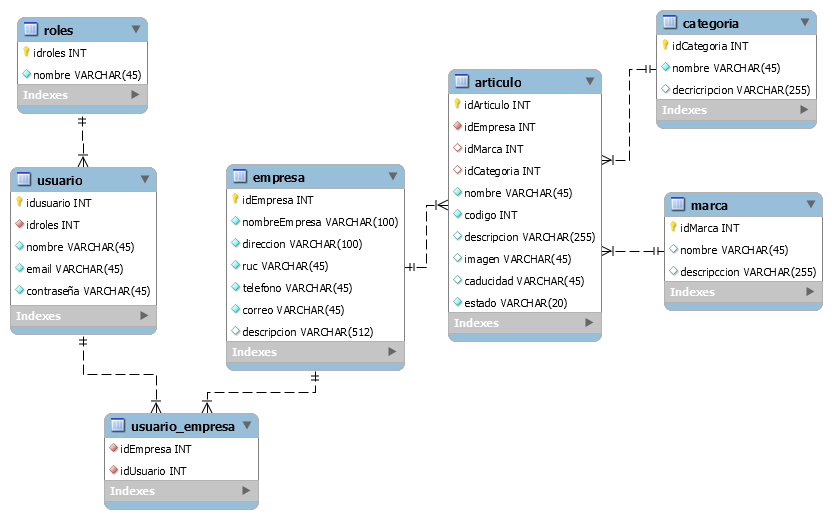 roles
idroles INT
nombre VARCHAR(45)
Indexes
usuario
idusuario INT
idroles INT
nombre VARCHAR(45)
email VARCHAR(45)
contraseña VARCHAR(45)
Indexes
empresa
idEmpresa INT
nombreEmpresa VARCHAR(100)
direccion VARCHAR(100)
ruc VARCHAR(45)
telefono VARCHAR(45)
correo VARCHAR(45)
descripcion VARCHAR(512)
Indexes
usuario_empresa
idEmpresa INT
idUsuario INT
Indexes
articulo
idArticulo INT
idEmpresa INT
idMarca INT
idCategoria INT
nombre VARCHAR(45)
codigo INT
descripcion VARCHAR(255)
imagen VARCHAR(45)
caducidad VARCHAR(45)
estado VARCHAR(20)
Indexes
categoria
idCategoria INT
nombre VARCHAR(45)
decricripcion VARCHAR(255)
Indexes
marca
idMarca INT
nombre VARCHAR(45)
descripccion VARCHAR(255)
Indexes